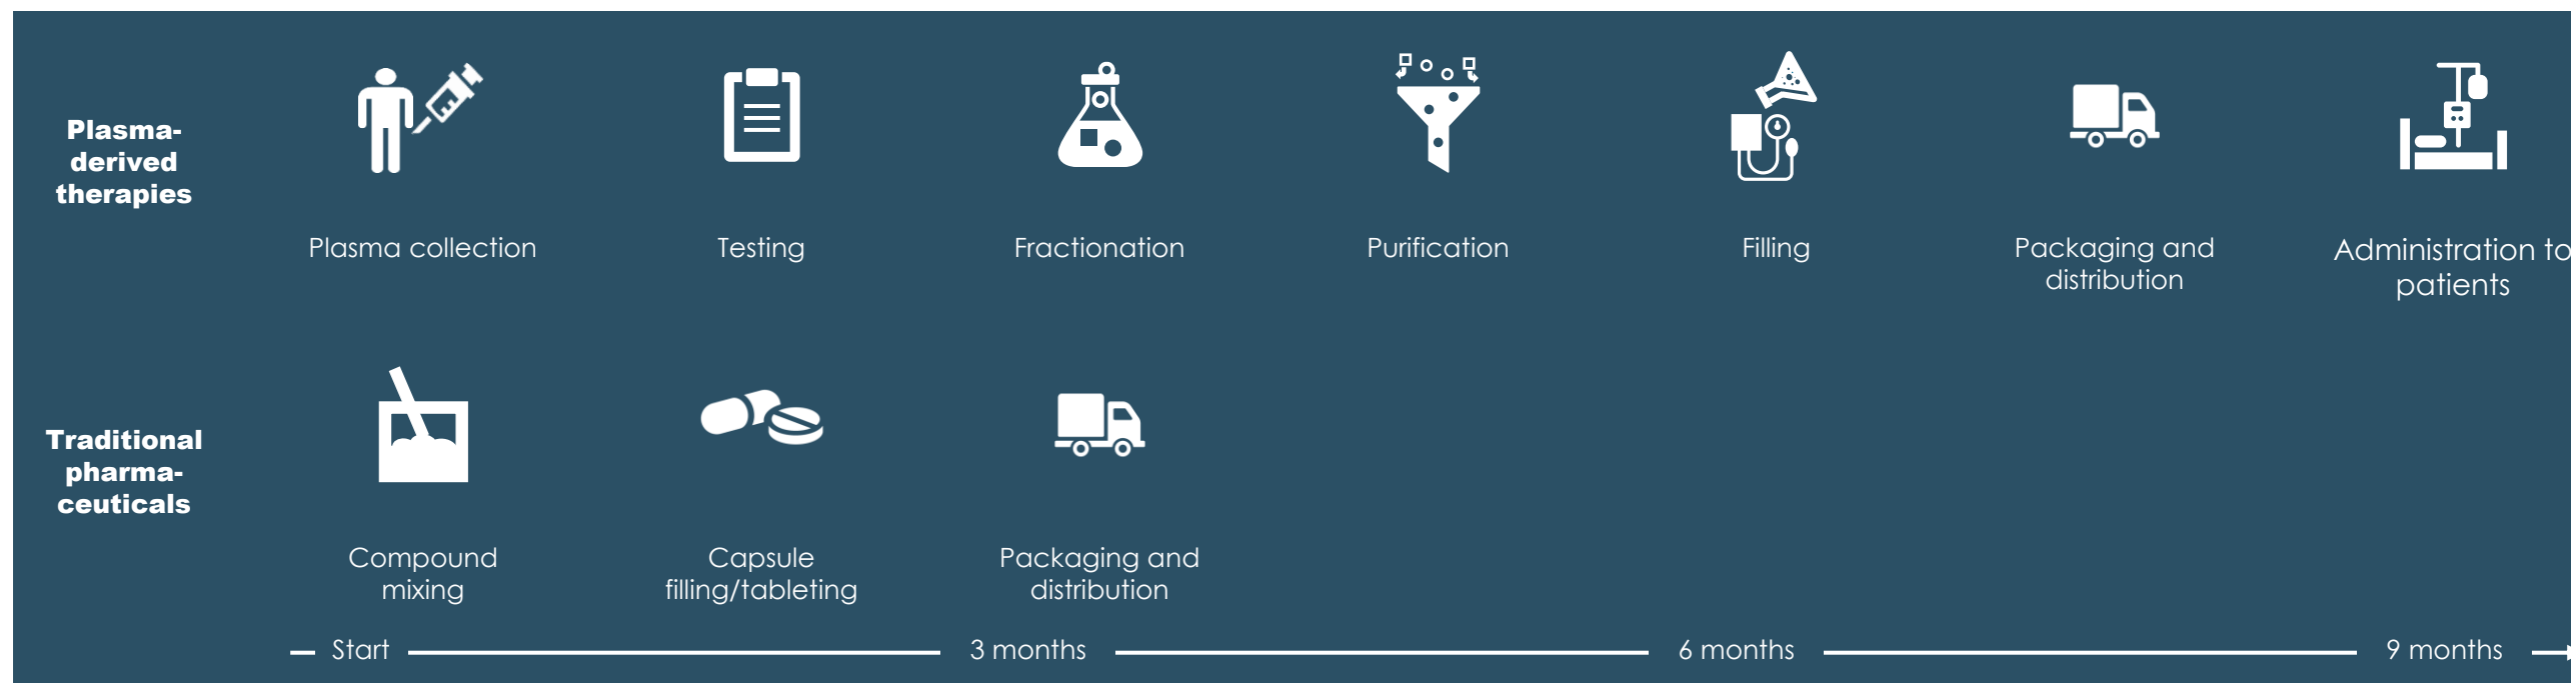 Plasma-
derived
therapies
Plasma collection
Testing
Fractionation
Purification
Filling
Packaging and
distribution
Administration to
patients
Traditional
pharma-
ceuticals
Compound
mixing
Capsule
filling/tableting
Packaging and
distribution
Start
3 months
6 months
9 months